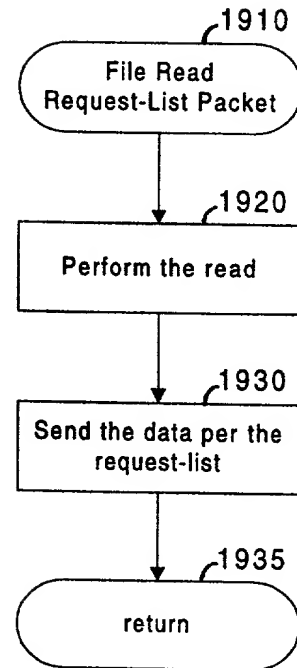 1910
File Read
Request-List Packet
1920
Perform the read
1930
Send the data per the
request-list
1935
return